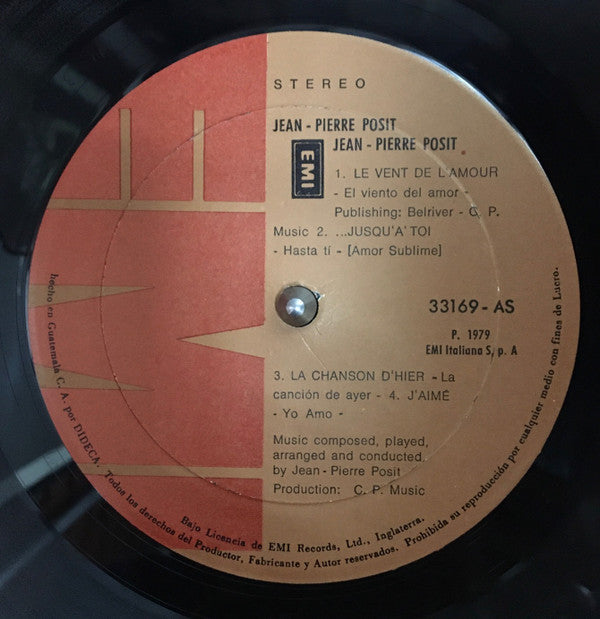 STEREO
JEAN - PIERRE POSIT
JEAN - PIERRE POSIT
EMI
1. LE VENT DE L'AMOUR
- El viento del amor -
Publishing: Belriver - C. P.
Music 2. ...JUSQU'A' TOI
- Hasta tí - [Amor Sublime]
33169 - AS
P. 1979
EMI Italiana S, p. A
3. LA CHANSON D'HIER - La
canción de ayer - 4. J'AIMÉ
- Yo Amo -
Music composed, played,
arranged and conducted
by Jean - Pierre Posit
Production: C. P. Music
hecho en Guatemala C. A. por DIDECA. Todos los derechos del Productor, Fabricante y Autor reservados. Prohibida su reproducción por cualquier medio con fines de Lucro.
Bajo Licencia de EMI Records, Ltd., Inglaterra.